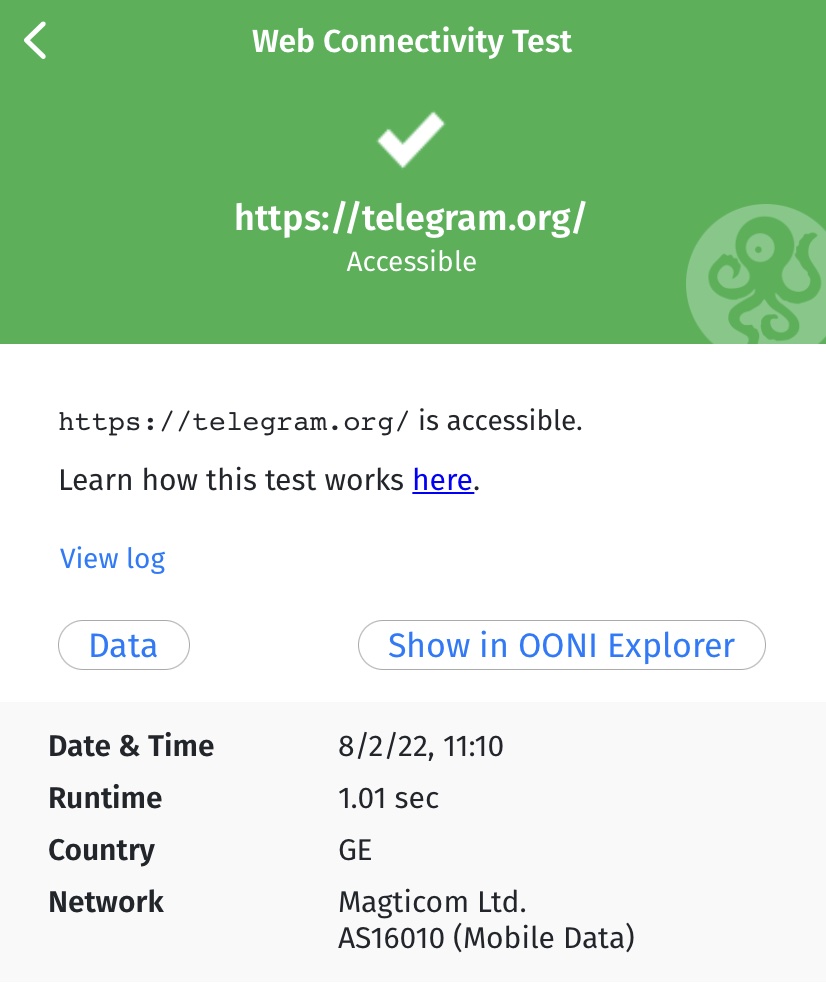 Web Connectivity Test
https://telegram.org/
Accessible
https://telegram.org/ is accessible.
Learn how this test works here.
View log
Data
Show in OONI Explorer
Date & Time 8/2/22, 11:10
Runtime 1.01 sec
Country GE
Network Magticom Ltd.
AS16010 (Mobile Data)